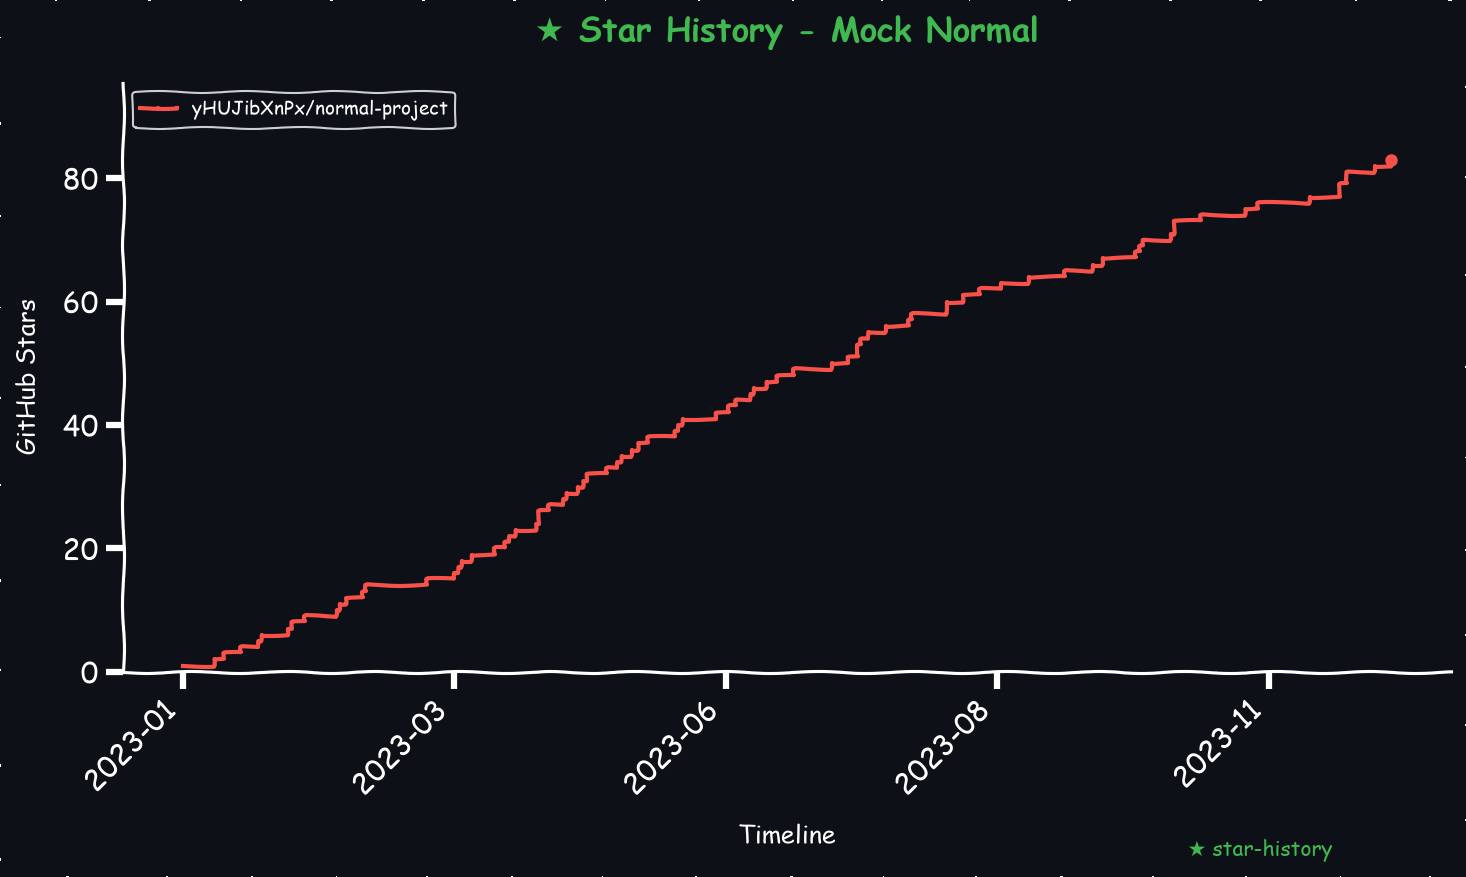 ★ Star History - Mock Normal
yHUJibXnPx/normal-project
80
60
40
20
0
GitHub Stars
2023-01
2023-03
2023-06
2023-08
2023-11
Timeline
★ star-history